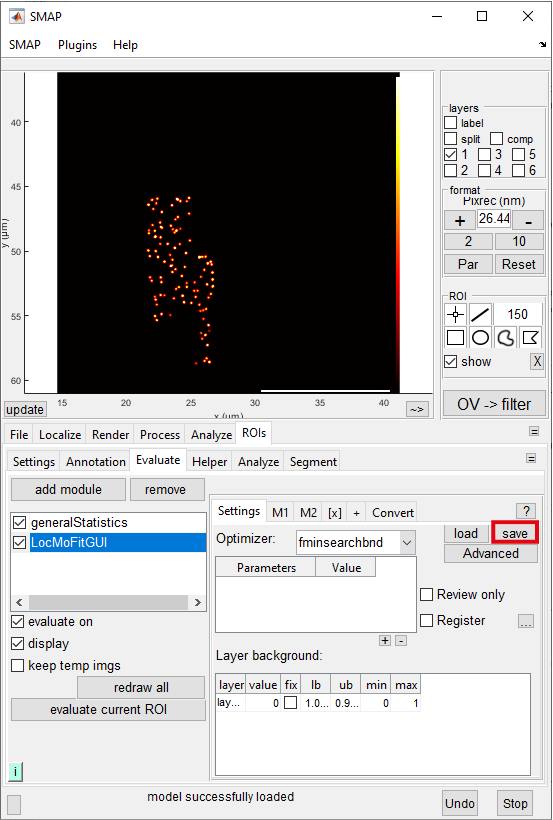 SMAP
SMAP Plugins Help
layers
label
split comp
1 3 5
2 4 6
format
Pixrec (nm)
+ 26.44 -
2 10
Par Reset
ROI
150
show X
OV -> filter
40
45
50
55
60
y (µm)
15 20 25 30 35 40
x (µm)
update
~>
File Localize Render Process Analyze ROIs
Settings Annotation Evaluate Helper Analyze Segment
add module remove
generalStatistics
LocMoFitGUI
evaluate on
display
keep temp imgs
redraw all
evaluate current ROI
i
Settings M1 M2 [x] + Convert ?
Optimizer: fminsearchbnd load save
Advanced
Parameters Value
Review only
Register ...
+ -
Layer background:
layer value fix lb ub min max
lay... 0 1.0... 0.9... 0 1
model successfully loaded
Undo Stop